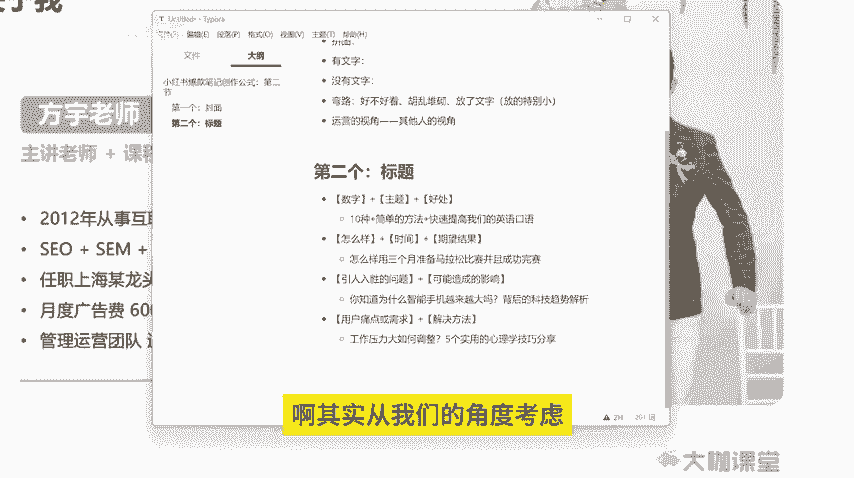 方宇老师
主讲老师 + 课程
2012年从事互联
SEO + SEM +
任职上海某龙头
月度广告费 600
管理运营团队
Untitled• - Typora
编辑(E) 段落(P) 格式(O) 视图(V) 主题(T) 帮助(H)
文件 大纲
小红书爆款笔记创作公式：第二节
第一个：封面
第二个：标题
有文字：
没有文字：
弯路：好不好看、胡乱堆砌、放了文字（放的特别小）
运营的视角——其他人的视角
第二个：标题
【数字】+【主题】+【好处】
10种+简单的方法+快速提高我们的英语口语
【怎么样】+【时间】+【期望结果】
怎么样用三个月准备马拉松比赛并且成功完赛
【引人入胜的问题】+【可能造成的影响】
你知道为什么智能手机越来越大吗？背后的科技趋势解析
【用户痛点或需求】+【解决方法】
工作压力大如何调整？5个实用的心理学技巧分享
啊其实从我们的角度考虑
大咖课堂